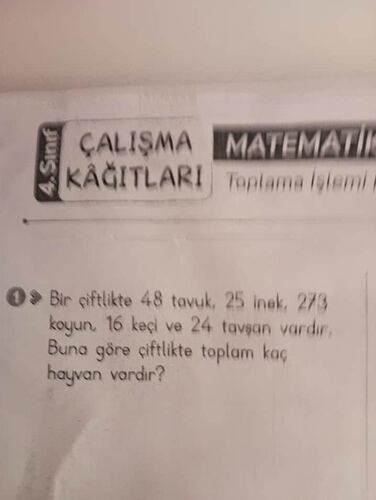 4. Sınıf
ÇALIŞMA
KÂĞITLARI
MATEMATİK
Toplama İşlemi
1 Bir çiftlikte 48 tavuk, 25 inek, 273
koyun, 16 keçi ve 24 tavşan vardır.
Buna göre çiftlikte toplam kaç
hayvan vardır?